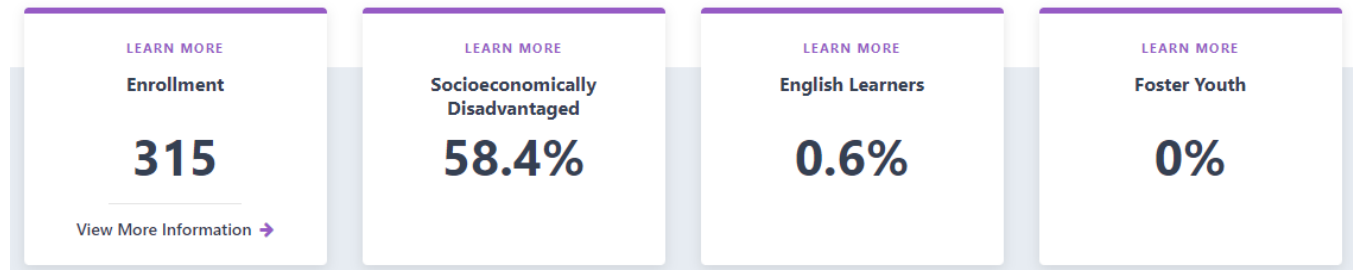 LEARN MORE
Enrollment
315
View More Information
LEARN MORE
Socioeconomically
Disadvantaged
58.4%
LEARN MORE
English Learners
0.6%
LEARN MORE
Foster Youth
0%